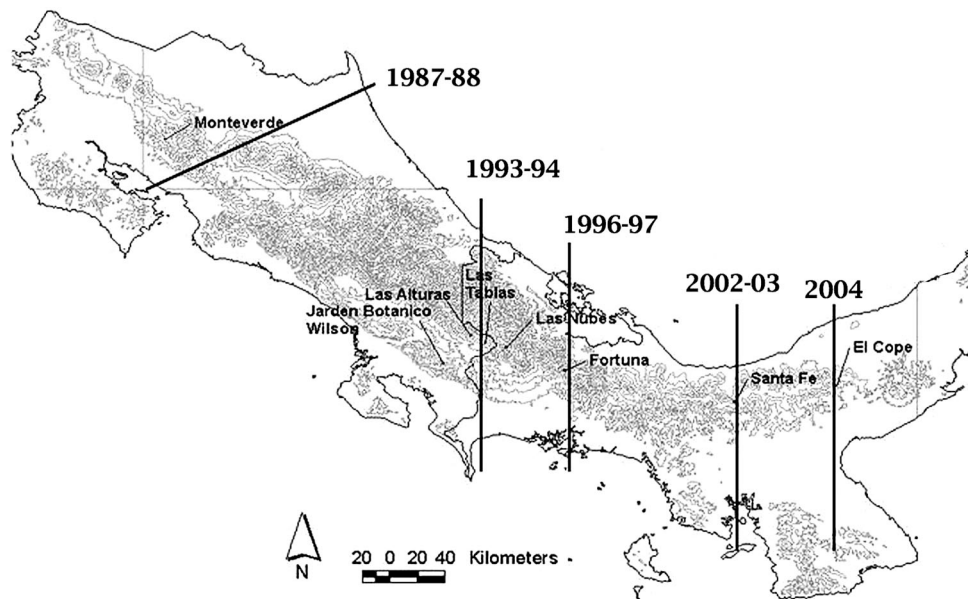 1987-88
Monteverde
1993-94
1996-97
Las
Tablas
Las Alturas
Jarden Botanico
Wilson
Las Nubes
Fortuna
2002-03
2004
El Cope
Santa Fe
N
20 0 20 40 Kilometers